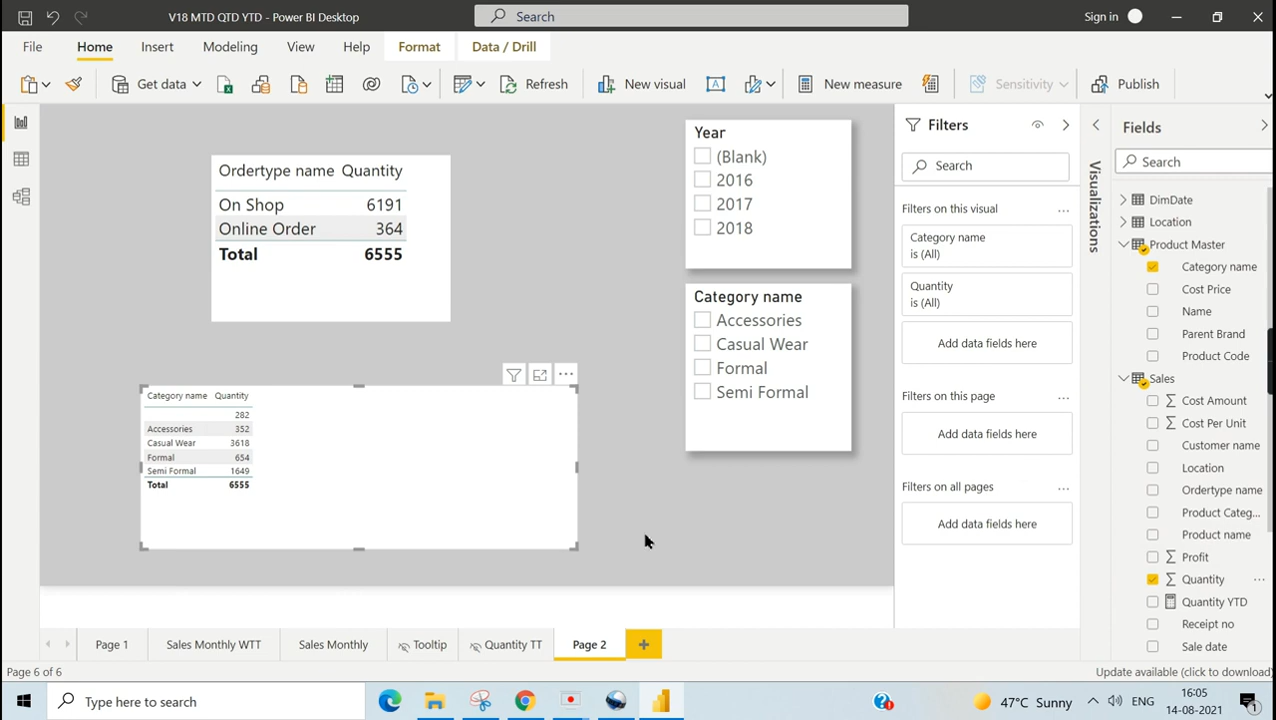 V18 MTD QTD YTD - Power BI Desktop
Search
Sign in
File
Home
Insert
Modeling
View
Help
Format
Data / Drill
Get data
Refresh
New visual
New measure
Sensitivity
Publish
Ordertype name Quantity
On Shop 6191
Online Order 364
Total 6555
Year
(Blank)
2016
2017
2018
Category name
Accessories
Casual Wear
Formal
Semi Formal
Category name Quantity
282
Accessories 352
Casual Wear 3618
Formal 654
Semi Formal 1649
Total 6555
Filters
Search
Filters on this visual ...
Category name
is (All)
Quantity
is (All)
Add data fields here
Filters on this page ...
Add data fields here
Filters on all pages ...
Add data fields here
Visualizations
Fields
Search
DimDate
Location
Product Master
Category name
Cost Price
Name
Parent Brand
Product Code
Sales
Cost Amount
Cost Per Unit
Customer name
Location
Ordertype name
Product Categ...
Product name
Profit
Quantity ...
Quantity YTD
Receipt no
Sale date
Page 1
Sales Monthly WTT
Sales Monthly
Tooltip
Quantity TT
Page 2
Page 6 of 6
Update available (click to download)
Type here to search
47°C Sunny
ENG
16:05
14-08-2021
1